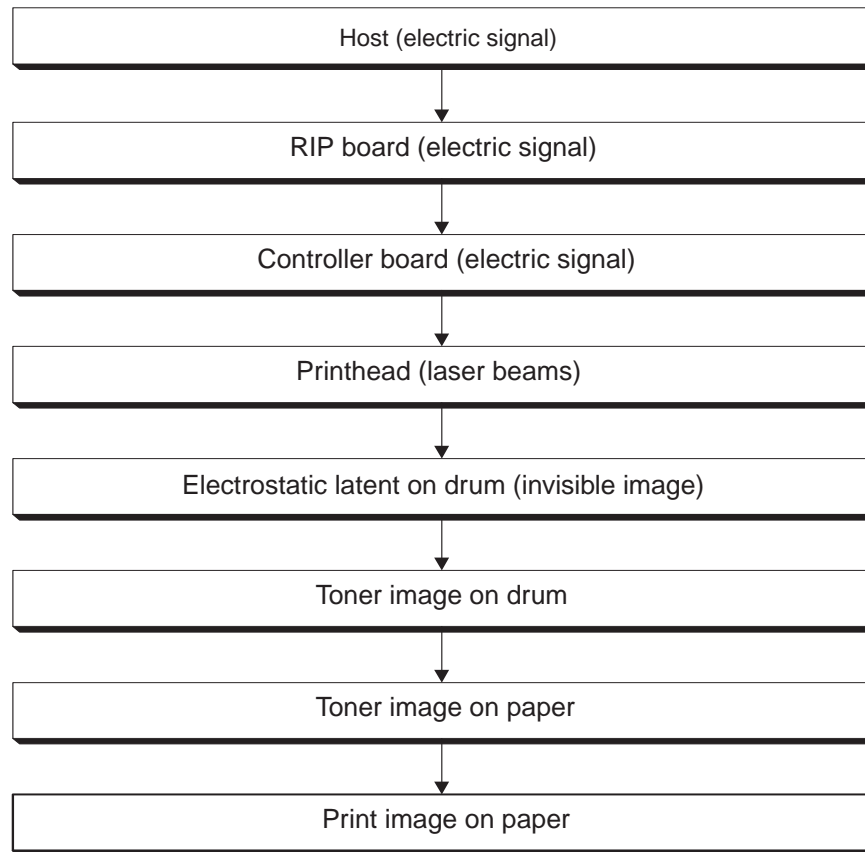 Host (electric signal)
RIP board (electric signal)
Controller board (electric signal)
Printhead (laser beams)
Electrostatic latent on drum (invisible image)
Toner image on drum
Toner image on paper
Print image on paper